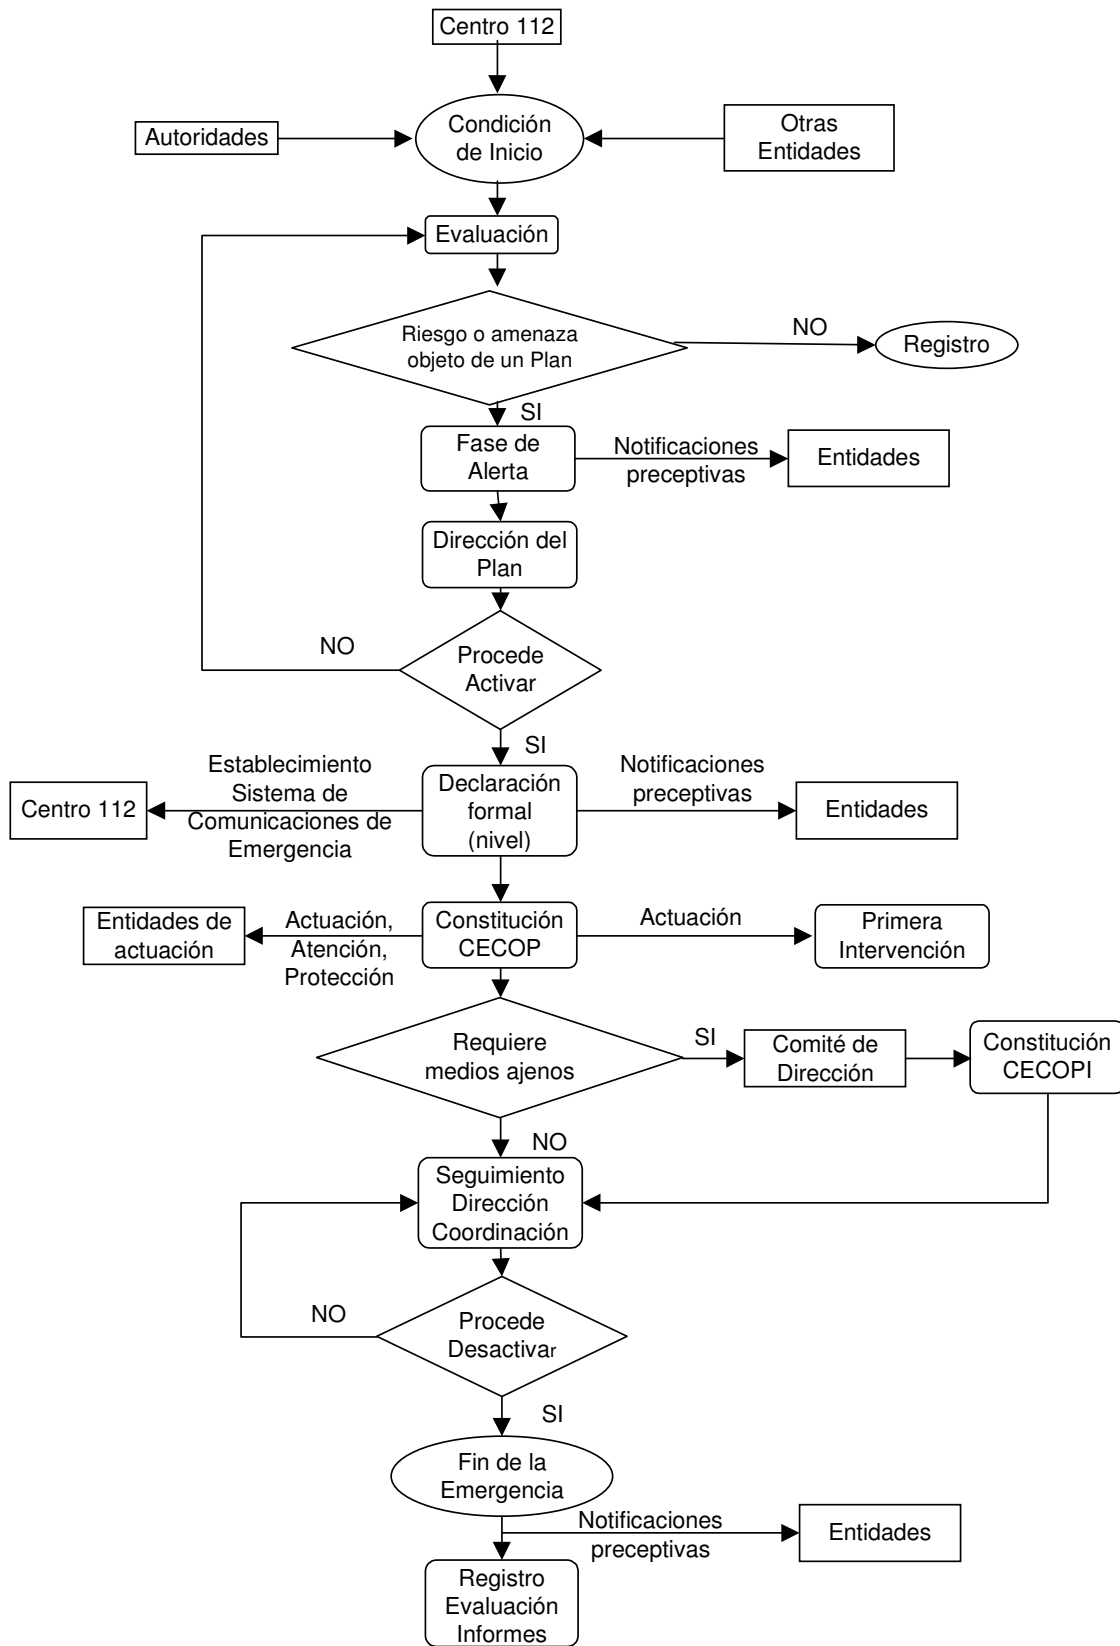 Centro 112
Autoridades
Condición
de Inicio
Otras
Entidades
Evaluación
Riesgo o amenaza
objeto de un Plan
NO
Registro
SI
Fase de
Alerta
Notificaciones
preceptivas
Entidades
Dirección del
Plan
NO
Procede
Activar
SI
Centro 112
Establecimiento
Sistema de
Comunicaciones de
Emergencia
Declaración
formal
(nivel)
Notificaciones
preceptivas
Entidades
Entidades de
actuación
Actuación,
Atención,
Protección
Constitución
CECOP
Actuación
Primera
Intervención
Requiere
medios ajenos
SI
Comité de
Dirección
Constitución
CECOPI
NO
Seguimiento
Dirección
Coordinación
NO
Procede
Desactivar
SI
Fin de la
Emergencia
Notificaciones
preceptivas
Entidades
Registro
Evaluación
Informes